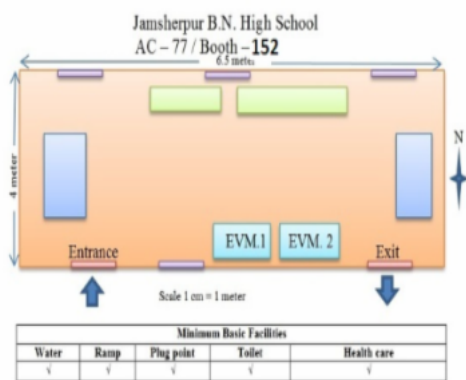 Jamsherpur B.N. High School
AC – 77 / Booth – 152
6.5 meter
4 meter
N
EVM.1 EVM. 2
Entrance Exit
Scale 1 cm = 1 meter
Minimum Basic Facilities
Water Ramp Plug point Toilet Health care
√ √ √ √ √